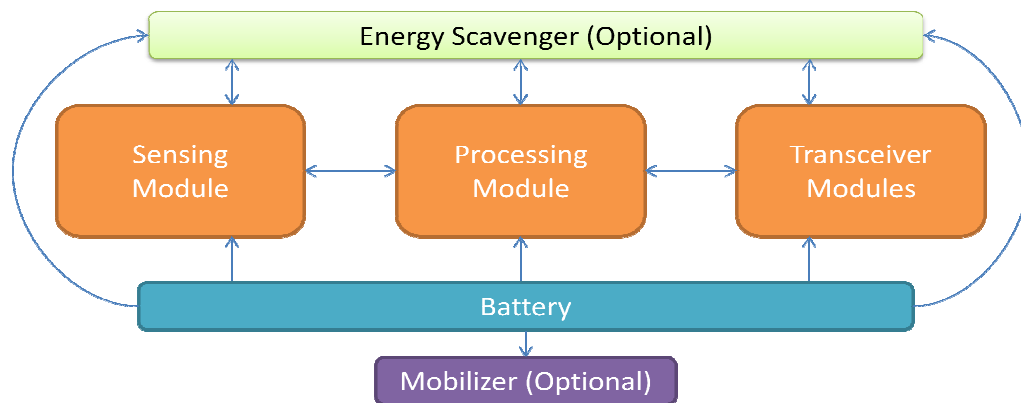 Energy Scavenger (Optional)
Sensing
Module
Processing
Module
Transceiver
Modules
Battery
Mobilizer (Optional)